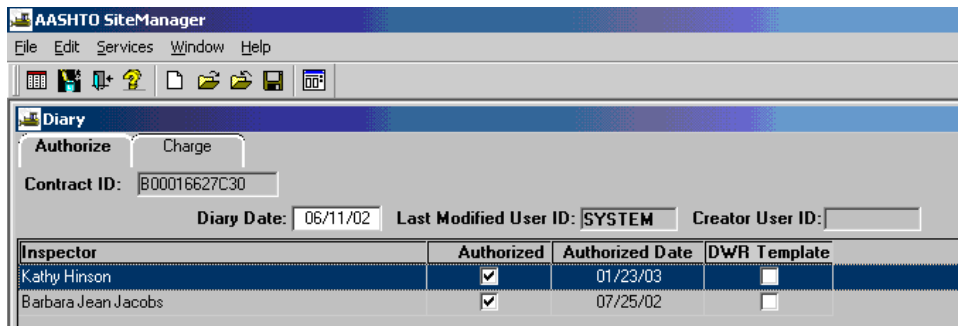 AASHTO SiteManager
File Edit Services Window Help
Diary
Authorize Charge
Contract ID: B00016627C30
Diary Date: 06/11/02 Last Modified User ID: SYSTEM Creator User ID:
Inspector Authorized Authorized Date DWR Template
Kathy Hinson 01/23/03
Barbara Jean Jacobs 07/25/02